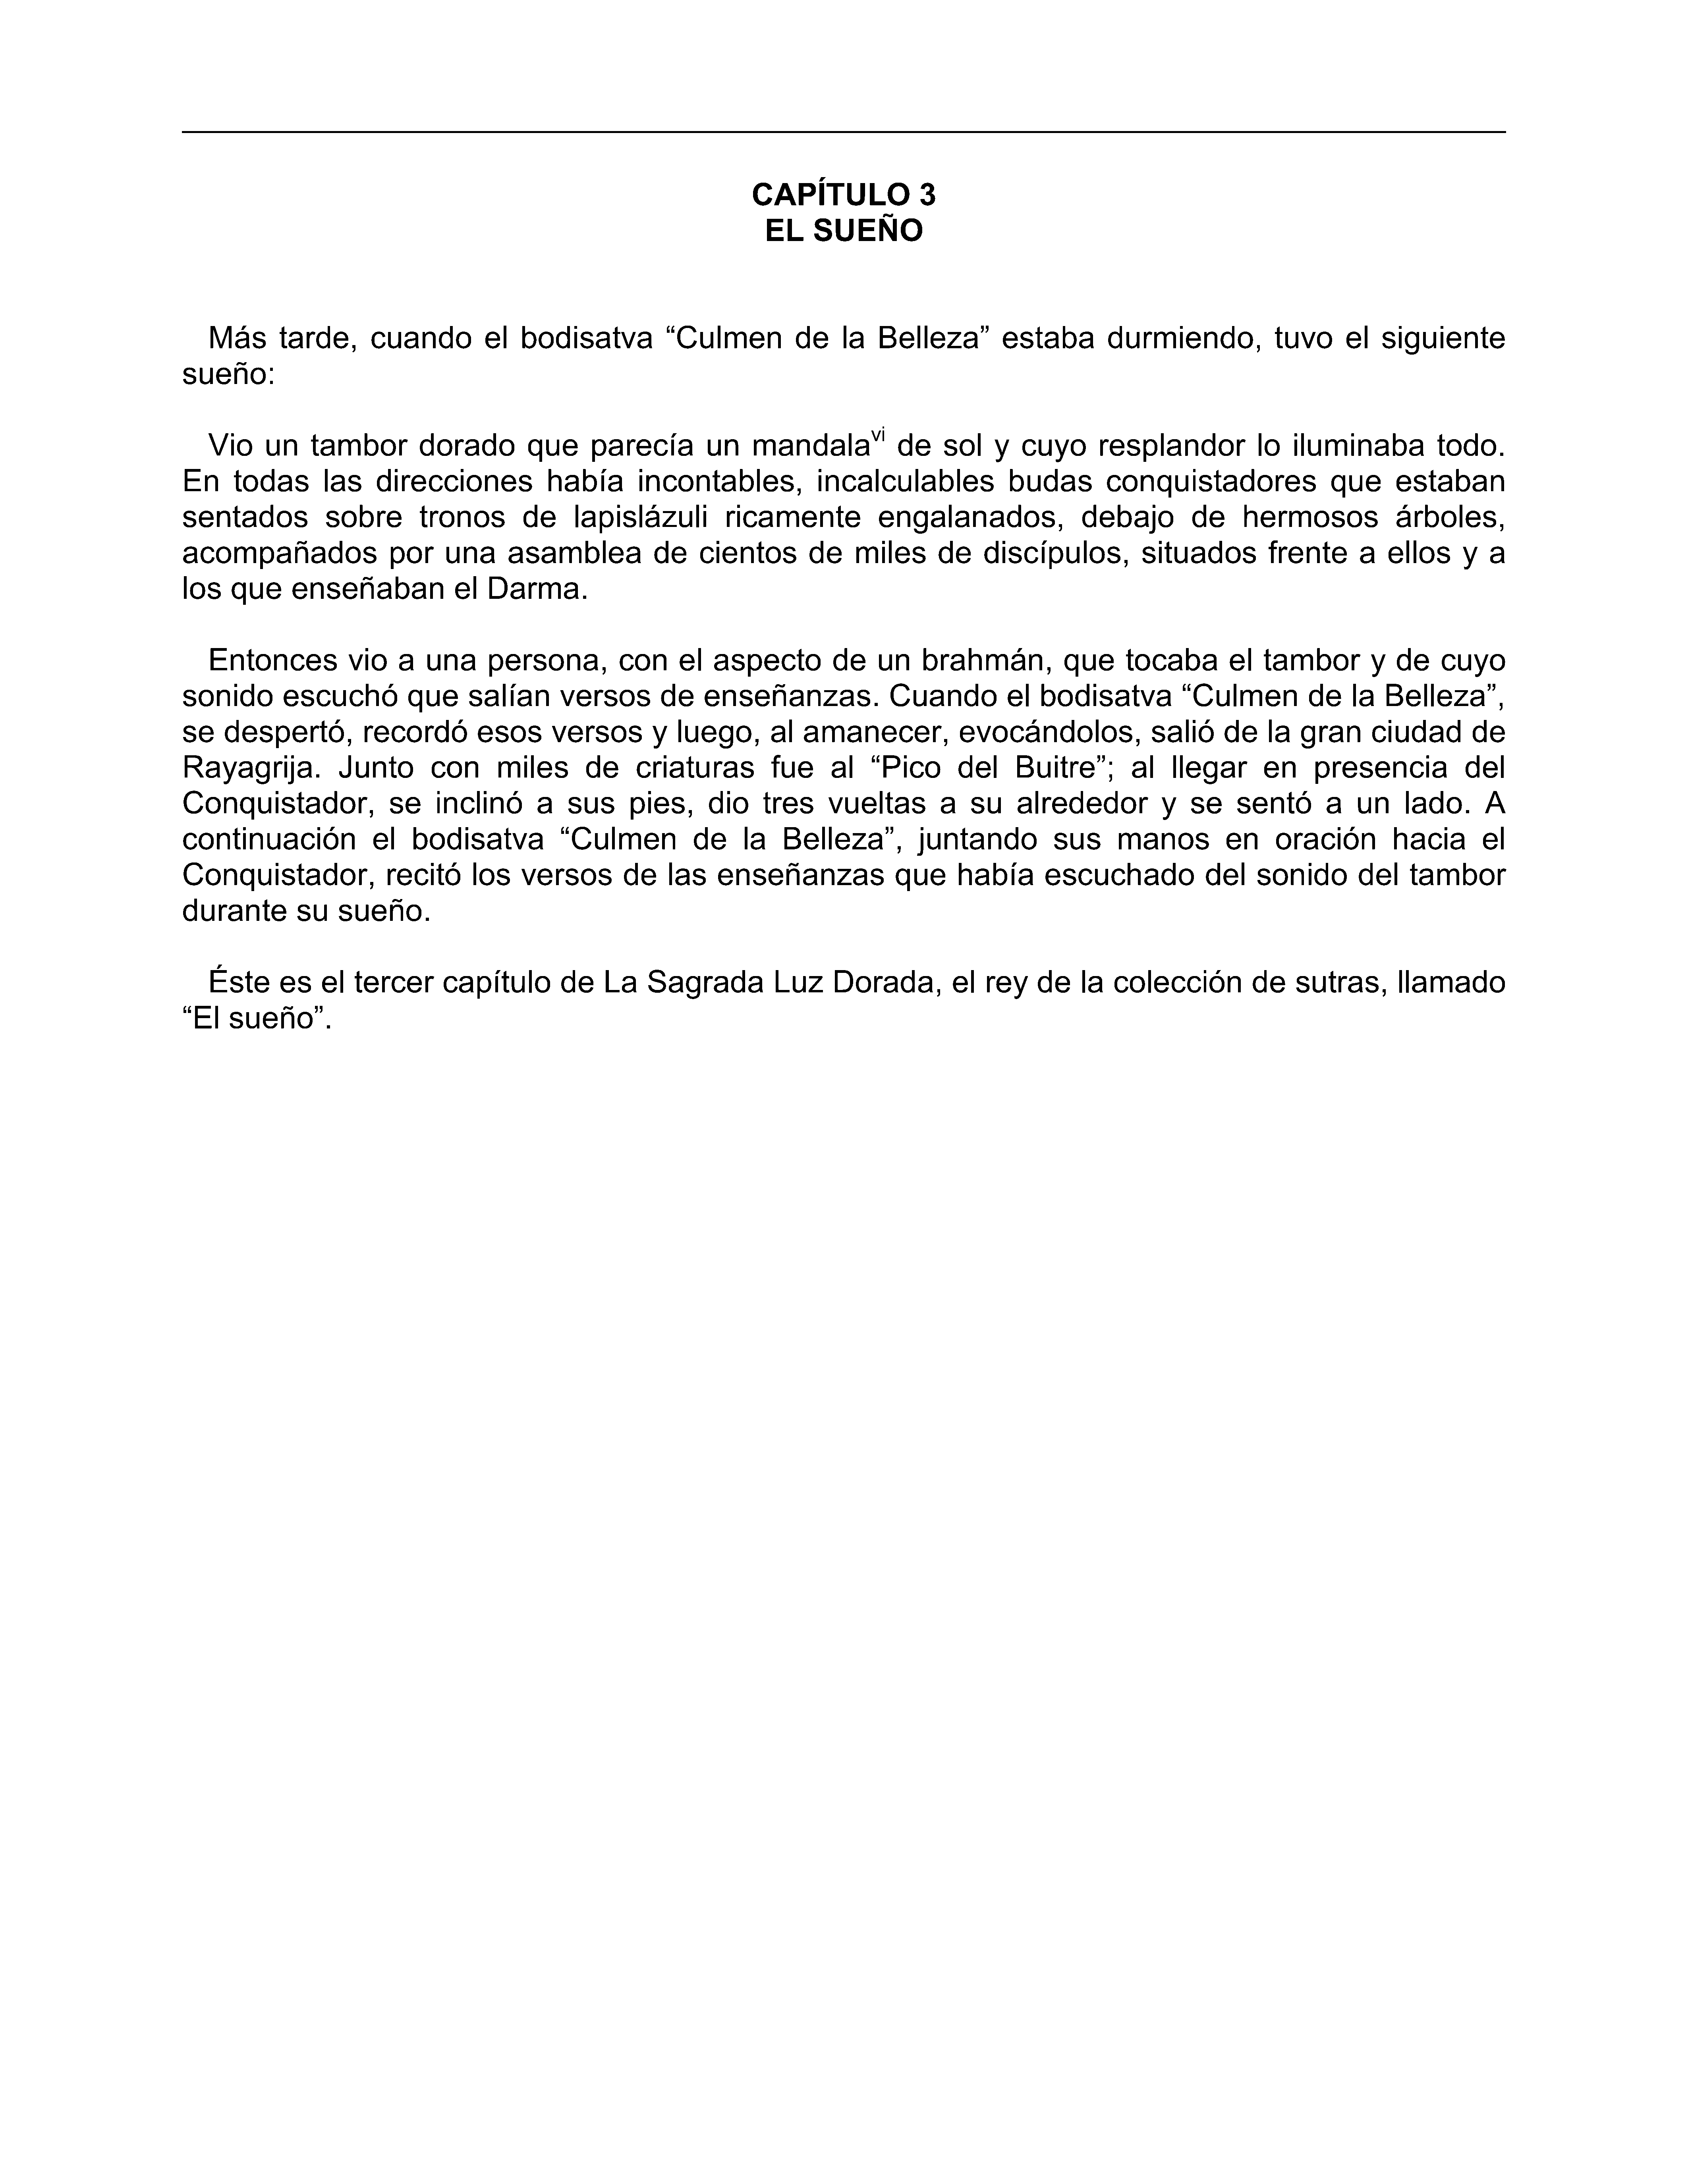 CAPÍTULO 3
EL SUEÑO
Más tarde, cuando el bodisatva “Culmen de la Belleza” estaba durmiendo, tuvo el siguiente
sueño:
Vio un tambor dorado que parecía un mandalavi de sol y cuyo resplandor lo iluminaba todo.
En todas las direcciones había incontables, incalculables budas conquistadores que estaban
sentados sobre tronos de lapislázuli ricamente engalanados, debajo de hermosos árboles,
acompañados por una asamblea de cientos de miles de discípulos, situados frente a ellos y a
los que enseñaban el Darma.
Entonces vio a una persona, con el aspecto de un brahmán, que tocaba el tambor y de cuyo
sonido escuchó que salían versos de enseñanzas. Cuando el bodisatva “Culmen de la Belleza”,
se despertó, recordó esos versos y luego, al amanecer, evocándolos, salió de la gran ciudad de
Rayagrija. Junto con miles de criaturas fue al “Pico del Buitre”; al llegar en presencia del
Conquistador, se inclinó a sus pies, dio tres vueltas a su alrededor y se sentó a un lado. A
continuación el bodisatva “Culmen de la Belleza”, juntando sus manos en oración hacia el
Conquistador, recitó los versos de las enseñanzas que había escuchado del sonido del tambor
durante su sueño.
Éste es el tercer capítulo de La Sagrada Luz Dorada, el rey de la colección de sutras, llamado
“El sueño”.